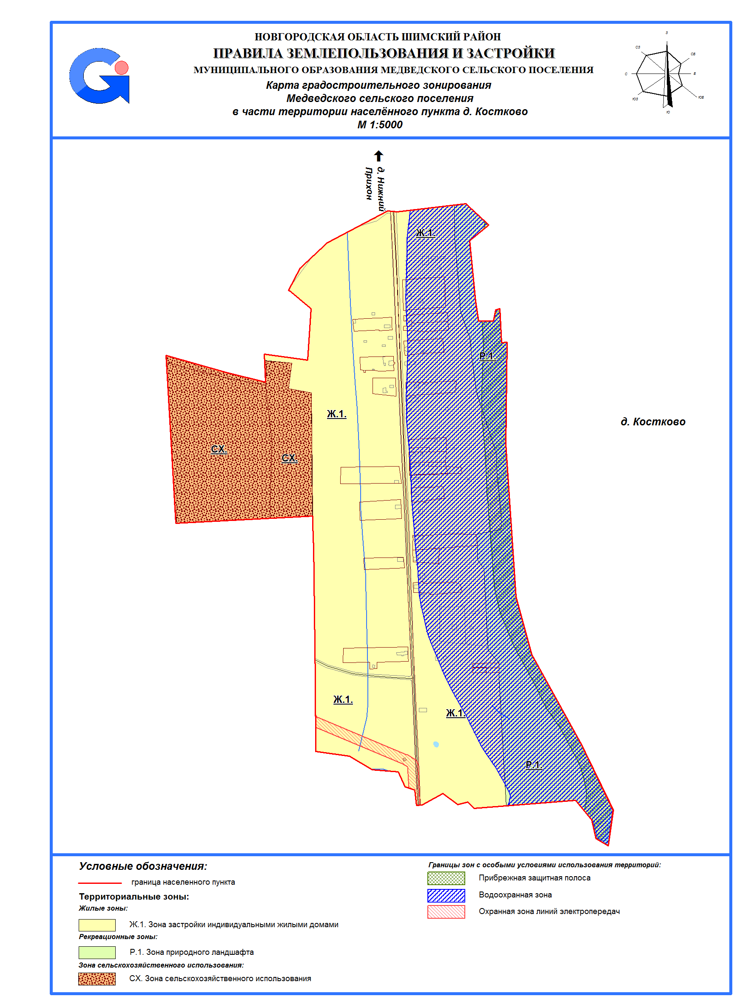 НОВГОРОДСКАЯ ОБЛАСТЬ ШИМСКИЙ РАЙОН
ПРАВИЛА ЗЕМЛЕПОЛЬЗОВАНИЯ И ЗАСТРОЙКИ
МУНИЦИПАЛЬНОГО ОБРАЗОВАНИЯ МЕДВЕДСКОГО СЕЛЬСКОГО ПОСЕЛЕНИЯ
Карта градостроительного зонирования
Медведского сельского поселения
в части территории населённого пункта д. Костково
М 1:5000
З
СЗ
СВ
С
В
ЮЗ
ЮВ
Ю
д. Нижний
Прихон
Ж.1.
Р.1.
Ж.1.
д. Костково
СХ.
СХ.
Ж.1.
Ж.1.
Р.1.
Условные обозначения:
граница населенного пункта
Территориальные зоны:
Жилые зоны:
Ж.1. Зона застройки индивидуальными жилыми домами
Рекреационные зоны:
Р.1. Зона природного ландшафта
Зона сельскохозяйственного использования:
СХ. Зона сельскохозяйственного использования
Границы зон с особыми условиями использования территорий:
Прибрежная защитная полоса
Водоохранная зона
Охранная зона линий электропередач